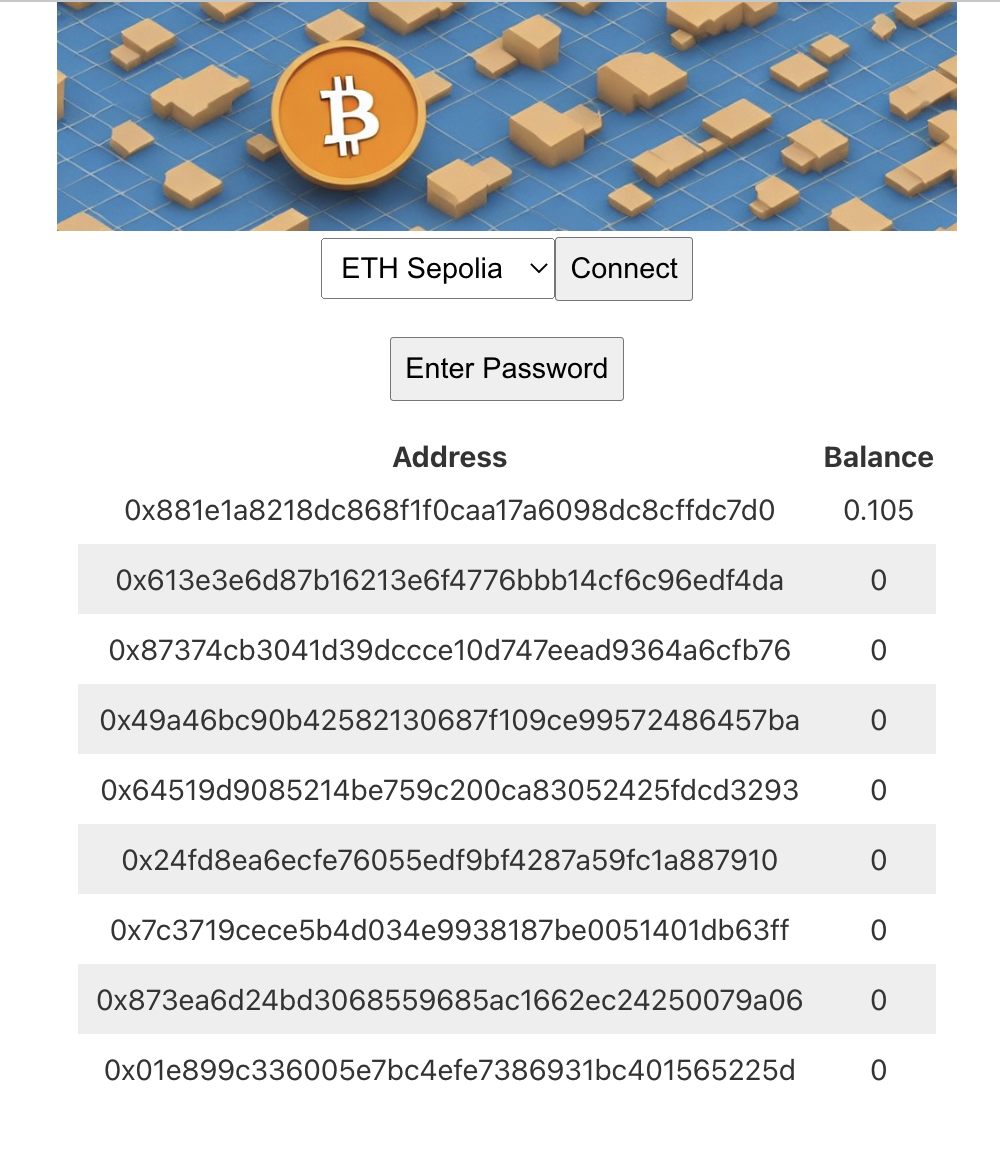 ETH Sepolia Connect
Enter Password
Address Balance
0x881e1a8218dc868f1f0caa17a6098dc8cffdc7d0 0.105
0x613e3e6d87b16213e6f4776bbb14cf6c96edf4da 0
0x87374cb3041d39dccce10d747eead9364a6cfb76 0
0x49a46bc90b42582130687f109ce99572486457ba 0
0x64519d9085214be759c200ca83052425fdcd3293 0
0x24fd8ea6ecfe76055edf9bf4287a59fc1a887910 0
0x7c3719cece5b4d034e9938187be0051401db63ff 0
0x873ea6d24bd3068559685ac1662ec24250079a06 0
0x01e899c336005e7bc4efe7386931bc401565225d 0